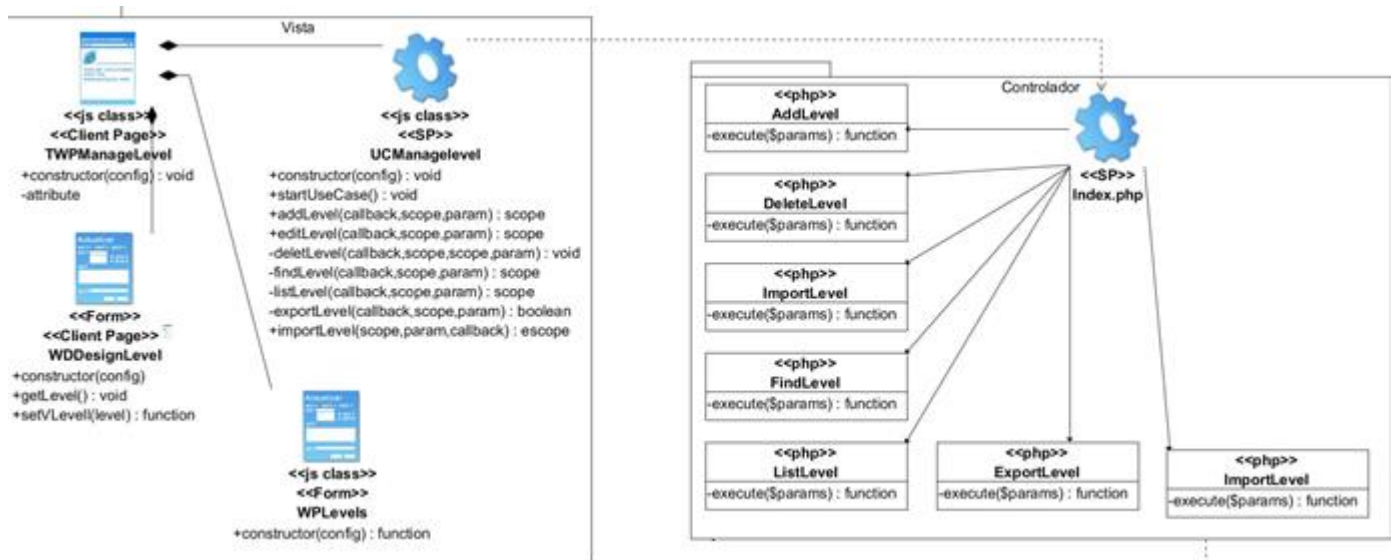 Vista
<<js class>>
<<Client Page>>
TWPManageLevel
+constructor(config) : void
-attribute
<<js class>>
<<SP>>
UCManagelevel
+constructor(config) : void
+startUseCase() : void
+addLevel(callback,scope,param) : scope
+editLevel(callback,scope,param) : scope
-deletLevel(callback,scope,scope,param) : void
-findLevel(callback,scope,param) : scope
-listLevel(callback,scope,param) : scope
-exportLevel(callback,scope,param) : boolean
+importLevel(scope,param,callback) : escope
<<Form>>
<<Client Page>>
WDDesignLevel
+constructor(config)
+getLevel() : void
+setVLevell(level) : function
<<js class>>
<<Form>>
WPLevels
+constructor(config) : function
Controlador
<<SP>>
Index.php
<<php>>
AddLevel
-execute($params) : function
<<php>>
DeleteLevel
-execute($params) : function
<<php>>
ImportLevel
-execute($params) : function
<<php>>
FindLevel
-execute($params) : function
<<php>>
ListLevel
-execute($params) : function
<<php>>
ExportLevel
-execute($params) : function
<<php>>
ImportLevel
-execute($params) : function